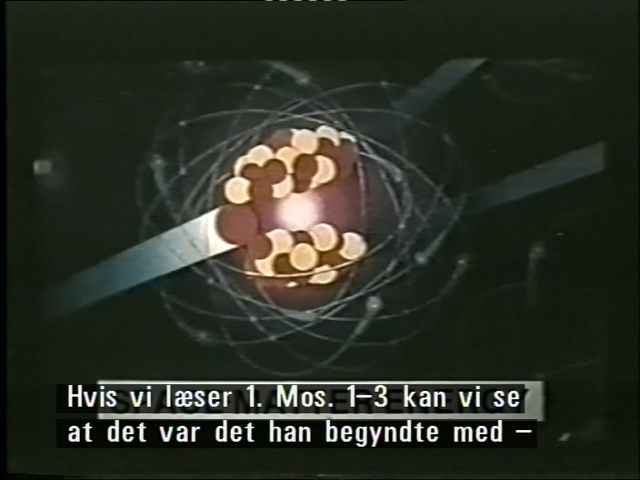 Hvis vi læser 1. Mos. 1-3 kan vi se
at det var det han begyndte med –